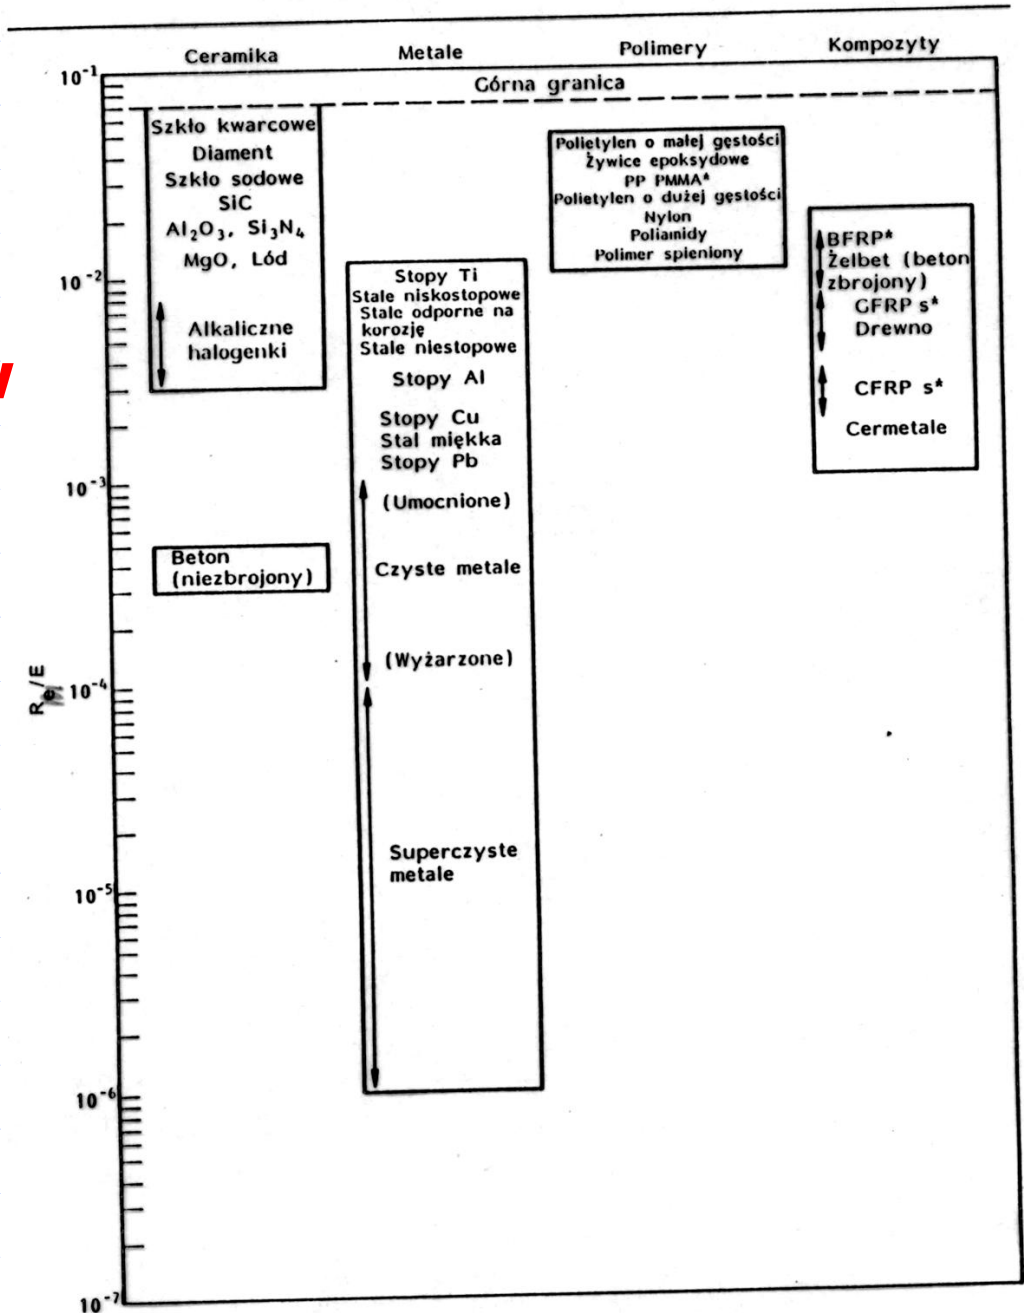 Ceramika Metale Polimery Kompozyty
10⁻¹
Górna granica
Szkło kwarcowe
Diament
Szkło sodowe
SiC
Al₂O₃, Si₃N₄
MgO, Lód
Alkaliczne
halogenki
Beton
(niezbrojony)
Stopy Ti
Stale niskostopowe
Stale odporne na
korozję
Stale niestopowe
Stopy Al
Stopy Cu
Stal miękka
Stopy Pb
(Umocnione)
Czyste metale
(Wyżarzone)
Superczyste
metale
Polietylen o małej gęstości
Żywice epoksydowe
PP PMMA*
Polietylen o dużej gęstości
Nylon
Poliamidy
Polimer spieniony
BFRP*
Żelbet (beton
zbrojony)
GFRP s*
Drewno
CFRP s*
Cermetale
10⁻²
10⁻³
10⁻⁴
10⁻⁵
10⁻⁶
10⁻⁷
Rₑ/E